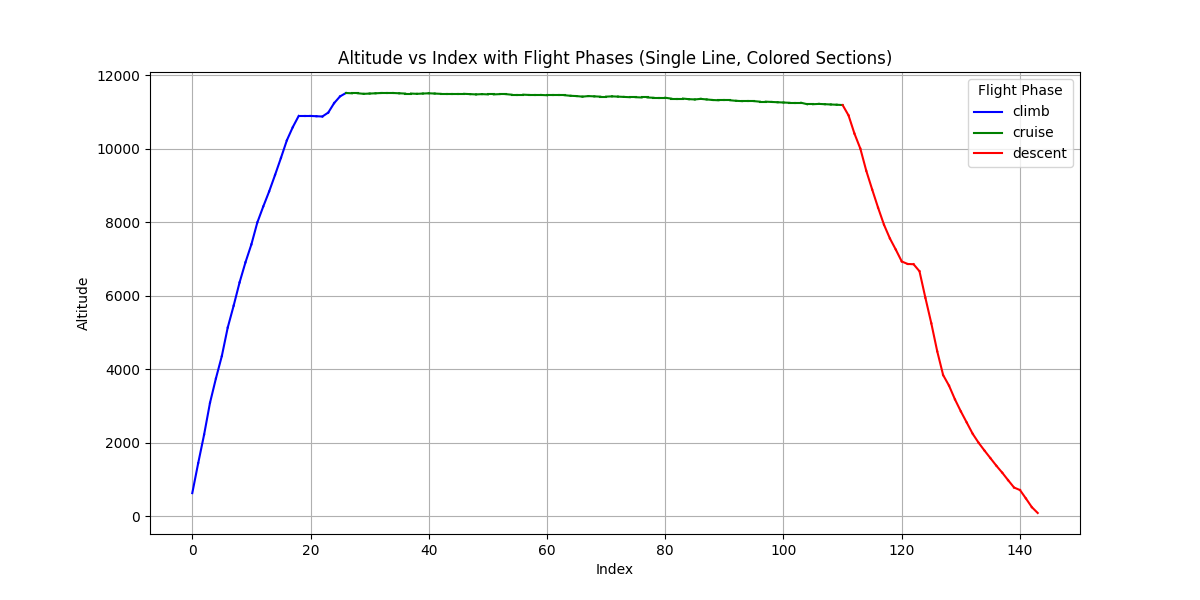 Altitude vs Index with Flight Phases (Single Line, Colored Sections)
12000
10000
8000
6000
4000
2000
0
Altitude
Flight Phase
climb
cruise
descent
0 20 40 60 80 100 120 140
Index